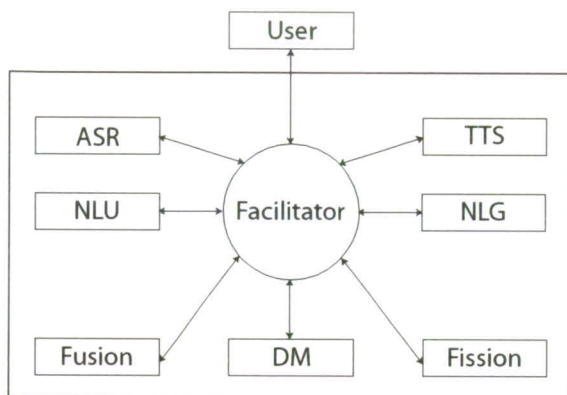 User
ASR
TTS
NLU
Facilitator
NLG
Fusion
DM
Fission